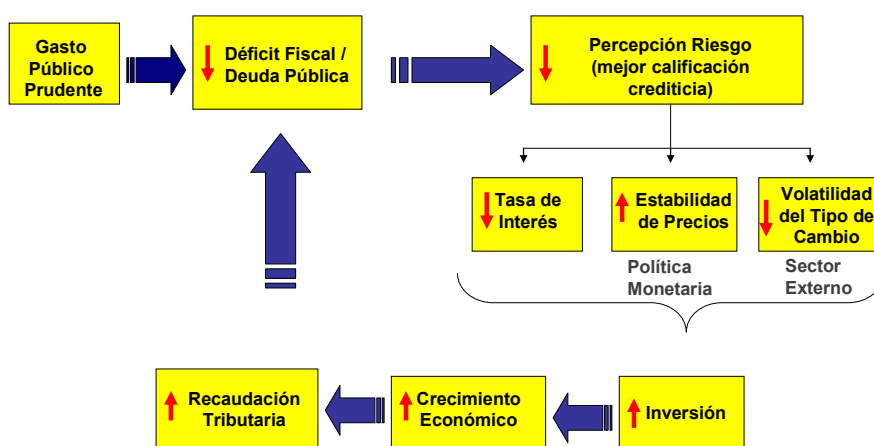 Gasto
Público
Prudente
Déficit Fiscal /
Deuda Pública
Percepción Riesgo
(mejor calificación
crediticia)
Tasa de
Interés
Estabilidad
de Precios
Volatilidad
del Tipo de
Cambio
Política
Monetaria
Sector
Externo
Recaudación
Tributaria
Crecimiento
Económico
Inversión